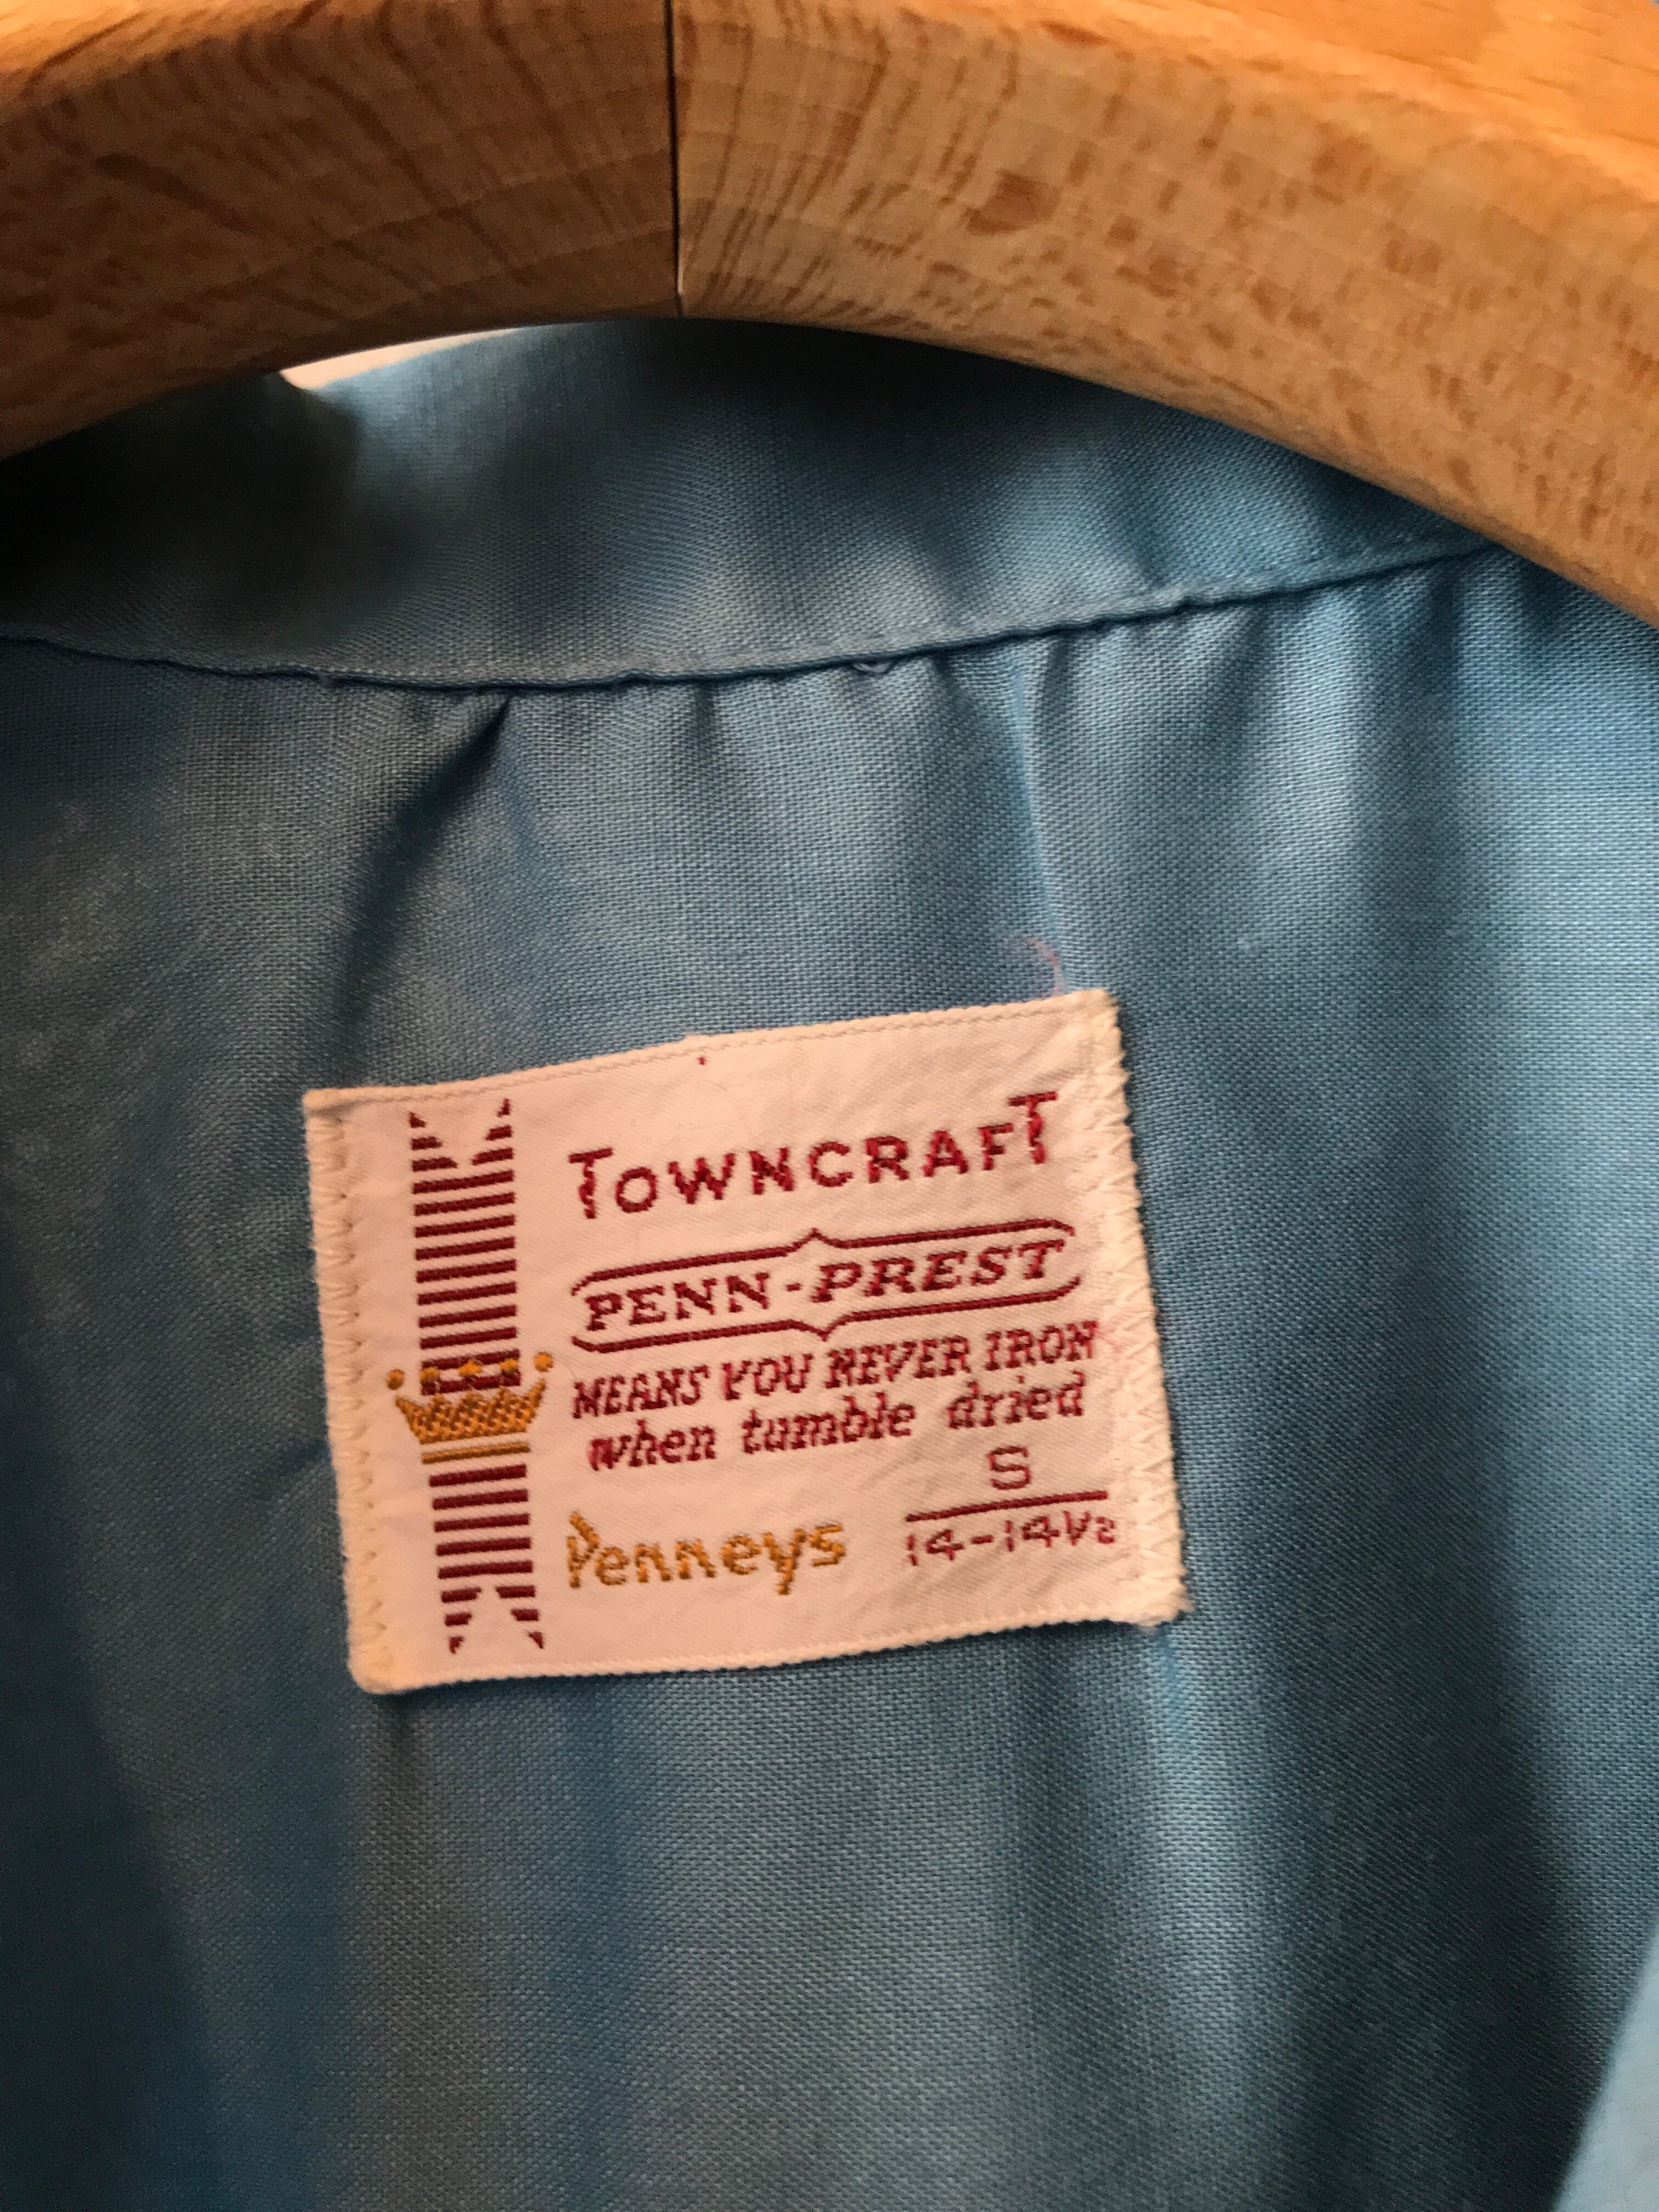 TOWNCRAFT
PENN-PREST
MEANS YOU NEVER IRON
when tumble dried
S
14-14½
Penneys